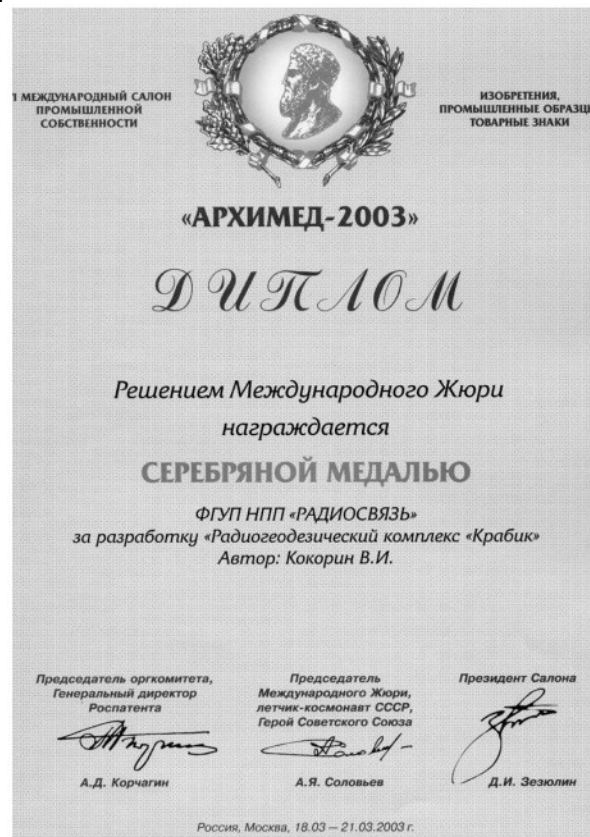 МЕЖДУНАРОДНЫЙ САЛОН
ПРОМЫШЛЕННОЙ
СОБСТВЕННОСТИ
ИЗОБРЕТЕНИЯ,
ПРОМЫШЛЕННЫЕ ОБРАЗЦЫ
ТОВАРНЫЕ ЗНАКИ
«АРХИМЕД-2003»
ДИПЛОМ
Решением Международного Жюри
награждается
СЕРЕБРЯНОЙ МЕДАЛЬЮ
ФГУП НПП «РАДИОСВЯЗЬ»
за разработку «Радиогеодезический комплекс «Крабик»
Автор: Кокорин В.И.
Председатель оргкомитета,
Генеральный директор
Роспатента
А.Д. Корчагин
Председатель
Международного Жюри,
летчик-космонавт СССР,
Герой Советского Союза
А.Я. Соловьев
Президент Салона
Д.И. Зезюлин
Россия, Москва, 18.03 — 21.03.2003 г.